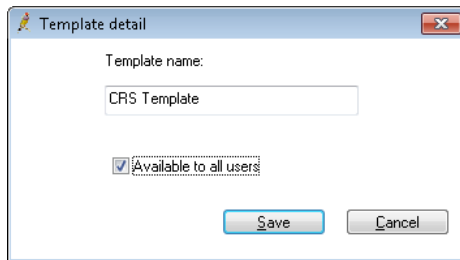 Template detail
Template name:
CRS Template
Available to all users
Save
Cancel